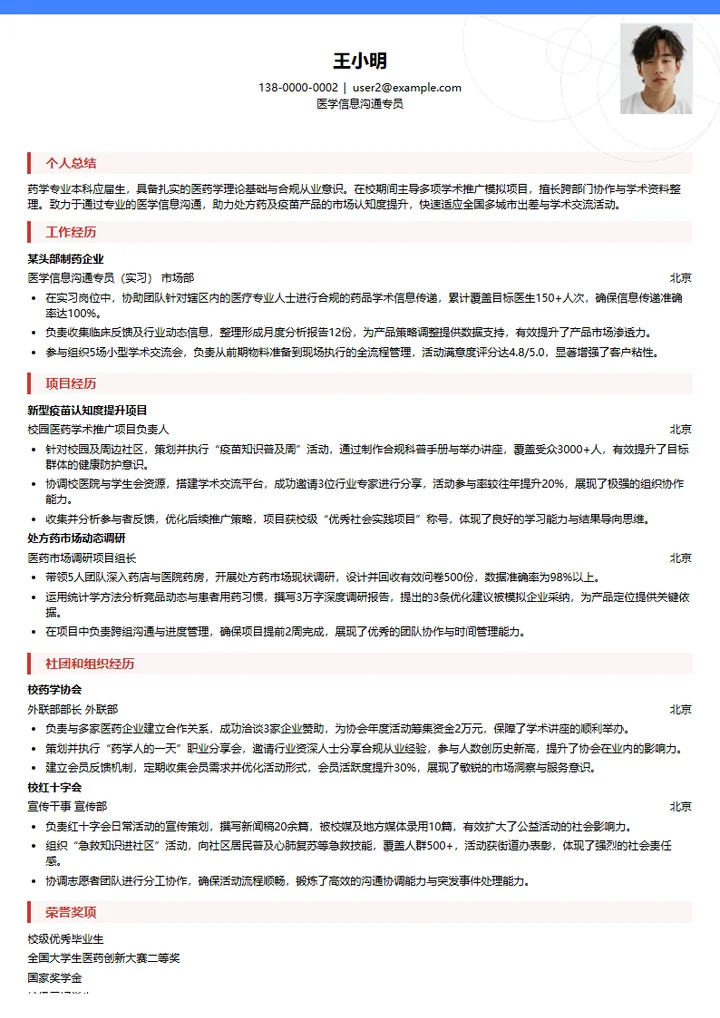 王小明
138-0000-0002 | user2@example.com
医学信息沟通专员
个人总结
药学专业本科应届生，具备扎实的医药学理论基础与合规从业意识。在校期间主导多项学术推广模拟项目，擅长跨部门协作与学术资料整
理。致力于通过专业的医学信息沟通，助力处方药及疫苗产品的市场认知度提升，快速适应全国多城市出差与学术交流活动。
工作经历
某头部制药企业
医学信息沟通专员（实习） 市场部 北京
• 在实习岗位中，协助团队针对辖区内的医疗专业人士进行合规的药品学术信息传递，累计覆盖目标医生150+人次，确保信息传递准确
率达100%。
• 负责收集临床反馈及行业动态信息，整理形成月度分析报告12份，为产品策略调整提供数据支持，有效提升了产品市场渗透力。
• 参与组织5场小型学术交流会，负责从前期物料准备到现场执行的全流程管理，活动满意度评分达4.8/5.0，显著增强了客户粘性。
项目经历
新型疫苗认知度提升项目
校园医药学术推广项目负责人 北京
• 针对校园及周边社区，策划并执行“疫苗知识普及周”活动，通过制作合规科普手册与举办讲座，覆盖受众3000+人，有效提升了目标
群体的健康防护意识。
• 协调校医院与学生会资源，搭建学术交流平台，成功邀请3位行业专家进行分享，活动参与率较往年提升20%，展现了极强的组织协作
能力。
• 收集并分析参与者反馈，优化后续推广策略，项目获校级“优秀社会实践项目”称号，体现了良好的学习能力与结果导向思维。
处方药市场动态调研
医药市场调研项目组长 北京
• 带领5人团队深入药店与医院药房，开展处方药市场现状调研，设计并回收有效问卷500份，数据准确率为98%以上。
• 运用统计学方法分析竞品动态与患者用药习惯，撰写3万字深度调研报告，提出的3条优化建议被模拟企业采纳，为产品定位提供关键依
据。
• 在项目中负责跨组沟通与进度管理，确保项目提前2周完成，展现了优秀的团队协作与时间管理能力。
社团和组织经历
校药学协会
外联部部长 外联部 北京
• 负责与多家医药企业建立合作关系，成功洽谈3家企业赞助，为协会年度活动筹集资金2万元，保障了学术讲座的顺利举办。
• 策划并执行“药学人的一天”职业分享会，邀请行业资深人士分享合规从业经验，参与人数创历史新高，提升了协会在业内的影响力。
• 建立会员反馈机制，定期收集会员需求并优化活动形式，会员活跃度提升30%，展现了敏锐的市场洞察与服务意识。
校红十字会
宣传干事 宣传部 北京
• 负责红十字会日常活动的宣传策划，撰写新闻稿20余篇，被校媒及地方媒体录用10篇，有效扩大了公益活动的社会影响力。
• 组织“急救知识进社区”活动，向社区居民普及心肺复苏等急救技能，覆盖人群500+，活动获街道办表彰，体现了强烈的社会责任
感。
• 协调志愿者团队进行分工协作，确保活动流程顺畅，锻炼了高效的沟通协调能力与突发事件处理能力。
荣誉奖项
校级优秀毕业生
全国大学生医药创新大赛二等奖
国家奖学金